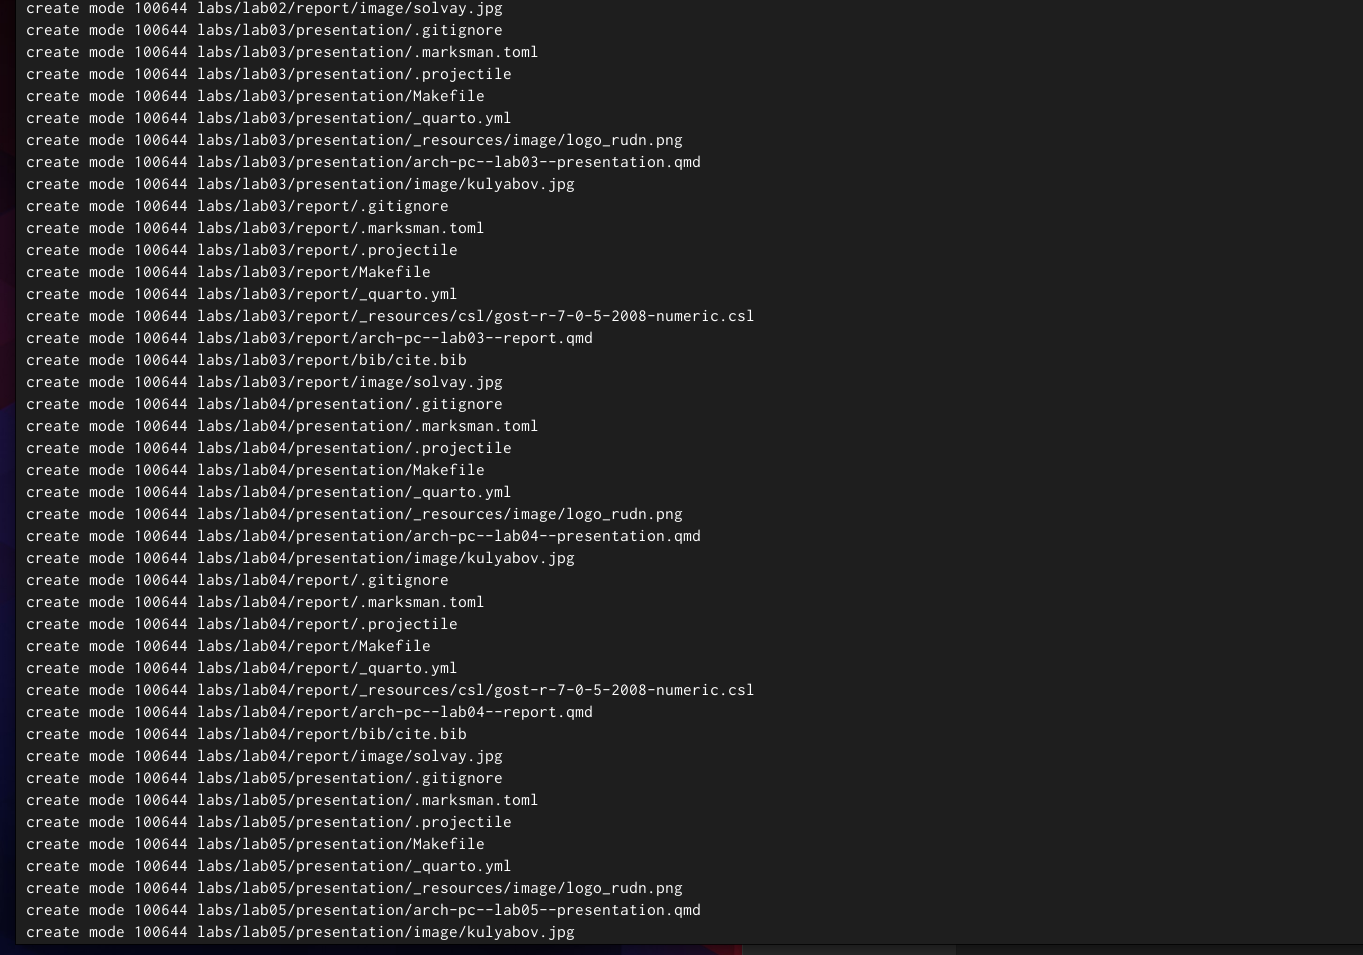 create mode 100644 labs/lab02/report/image/solvay.jpg
create mode 100644 labs/lab03/presentation/.gitignore
create mode 100644 labs/lab03/presentation/.marksman.toml
create mode 100644 labs/lab03/presentation/.projectile
create mode 100644 labs/lab03/presentation/Makefile
create mode 100644 labs/lab03/presentation/_quarto.yml
create mode 100644 labs/lab03/presentation/_resources/image/logo_rudn.png
create mode 100644 labs/lab03/presentation/arch-pc--lab03--presentation.qmd
create mode 100644 labs/lab03/presentation/image/kulyabov.jpg
create mode 100644 labs/lab03/report/.gitignore
create mode 100644 labs/lab03/report/.marksman.toml
create mode 100644 labs/lab03/report/.projectile
create mode 100644 labs/lab03/report/Makefile
create mode 100644 labs/lab03/report/_quarto.yml
create mode 100644 labs/lab03/report/_resources/csl/gost-r-7-0-5-2008-numeric.csl
create mode 100644 labs/lab03/report/arch-pc--lab03--report.qmd
create mode 100644 labs/lab03/report/bib/cite.bib
create mode 100644 labs/lab03/report/image/solvay.jpg
create mode 100644 labs/lab04/presentation/.gitignore
create mode 100644 labs/lab04/presentation/.marksman.toml
create mode 100644 labs/lab04/presentation/.projectile
create mode 100644 labs/lab04/presentation/Makefile
create mode 100644 labs/lab04/presentation/_quarto.yml
create mode 100644 labs/lab04/presentation/_resources/image/logo_rudn.png
create mode 100644 labs/lab04/presentation/arch-pc--lab04--presentation.qmd
create mode 100644 labs/lab04/presentation/image/kulyabov.jpg
create mode 100644 labs/lab04/report/.gitignore
create mode 100644 labs/lab04/report/.marksman.toml
create mode 100644 labs/lab04/report/.projectile
create mode 100644 labs/lab04/report/Makefile
create mode 100644 labs/lab04/report/_quarto.yml
create mode 100644 labs/lab04/report/_resources/csl/gost-r-7-0-5-2008-numeric.csl
create mode 100644 labs/lab04/report/arch-pc--lab04--report.qmd
create mode 100644 labs/lab04/report/bib/cite.bib
create mode 100644 labs/lab04/report/image/solvay.jpg
create mode 100644 labs/lab05/presentation/.gitignore
create mode 100644 labs/lab05/presentation/.marksman.toml
create mode 100644 labs/lab05/presentation/.projectile
create mode 100644 labs/lab05/presentation/Makefile
create mode 100644 labs/lab05/presentation/_quarto.yml
create mode 100644 labs/lab05/presentation/_resources/image/logo_rudn.png
create mode 100644 labs/lab05/presentation/arch-pc--lab05--presentation.qmd
create mode 100644 labs/lab05/presentation/image/kulyabov.jpg